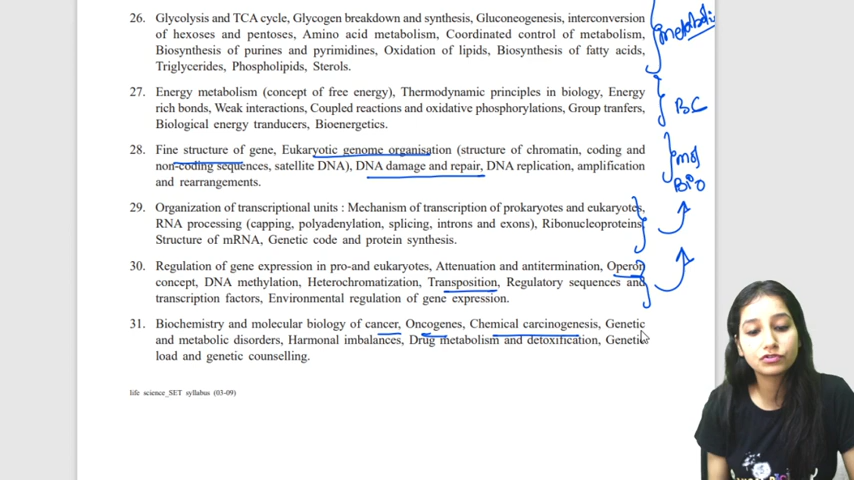 26. Glycolysis and TCA cycle, Glycogen breakdown and synthesis, Gluconeogenesis, interconversion
of hexoses and pentoses, Amino acid metabolism, Coordinated control of metabolism,
Biosynthesis of purines and pyrimidines, Oxidation of lipids, Biosynthesis of fatty acids,
Triglycerides, Phospholipids, Sterols.
metaboli
27. Energy metabolism (concept of free energy), Thermodynamic principles in biology, Energy
rich bonds, Weak interactions, Coupled reactions and oxidative phosphorylations, Group tranfers,
Biological energy tranducers, Bioenergetics.
BC
28. Fine structure of gene, Eukaryotic genome organisation (structure of chromatin, coding and
non-coding sequences, satellite DNA), DNA damage and repair, DNA replication, amplification
and rearrangements.
mol
Bio
29. Organization of transcriptional units : Mechanism of transcription of prokaryotes and eukaryotes,
RNA processing (capping, polyadenylation, splicing, introns and exons), Ribonucleoproteins,
Structure of mRNA, Genetic code and protein synthesis.
30. Regulation of gene expression in pro-and eukaryotes, Attenuation and antitermination, Operon
concept, DNA methylation, Heterochromatization, Transposition, Regulatory sequences and
transcription factors, Environmental regulation of gene expression.
31. Biochemistry and molecular biology of cancer, Oncogenes, Chemical carcinogenesis, Genetic
and metabolic disorders, Harmonal imbalances, Drug metabolism and detoxification, Genetic
load and genetic counselling.
life science_SET syllabus (03-09)